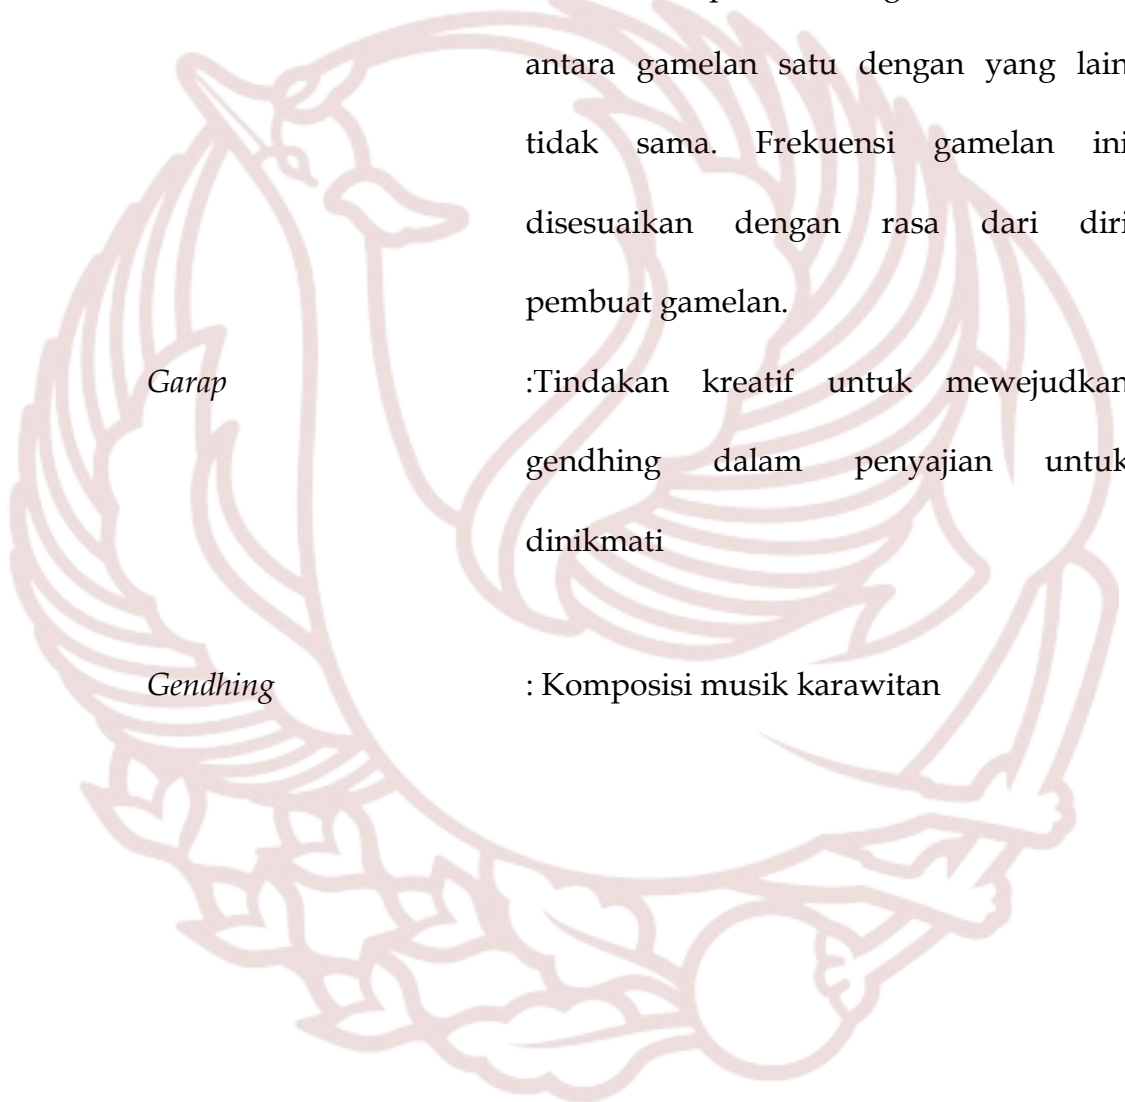 antara gamelan satu dengan yang lain
tidak sama. Frekuensi gamelan ini
disesuaikan dengan rasa dari diri
pembuat gamelan.
Garap :Tindakan kreatif untuk mewejudkan
gendhing dalam penyajian untuk
dinikmati
Gendhing : Komposisi musik karawitan